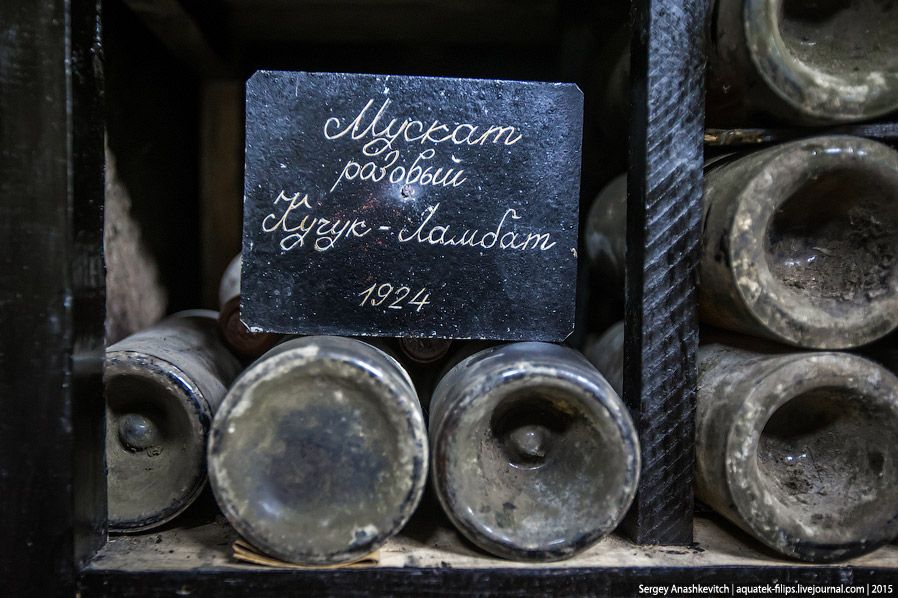 Мускат
розовый
Кучук - Ламбат
1924
Sergey Anashkevitch | aquatek-filips.livejournal.com | 2015